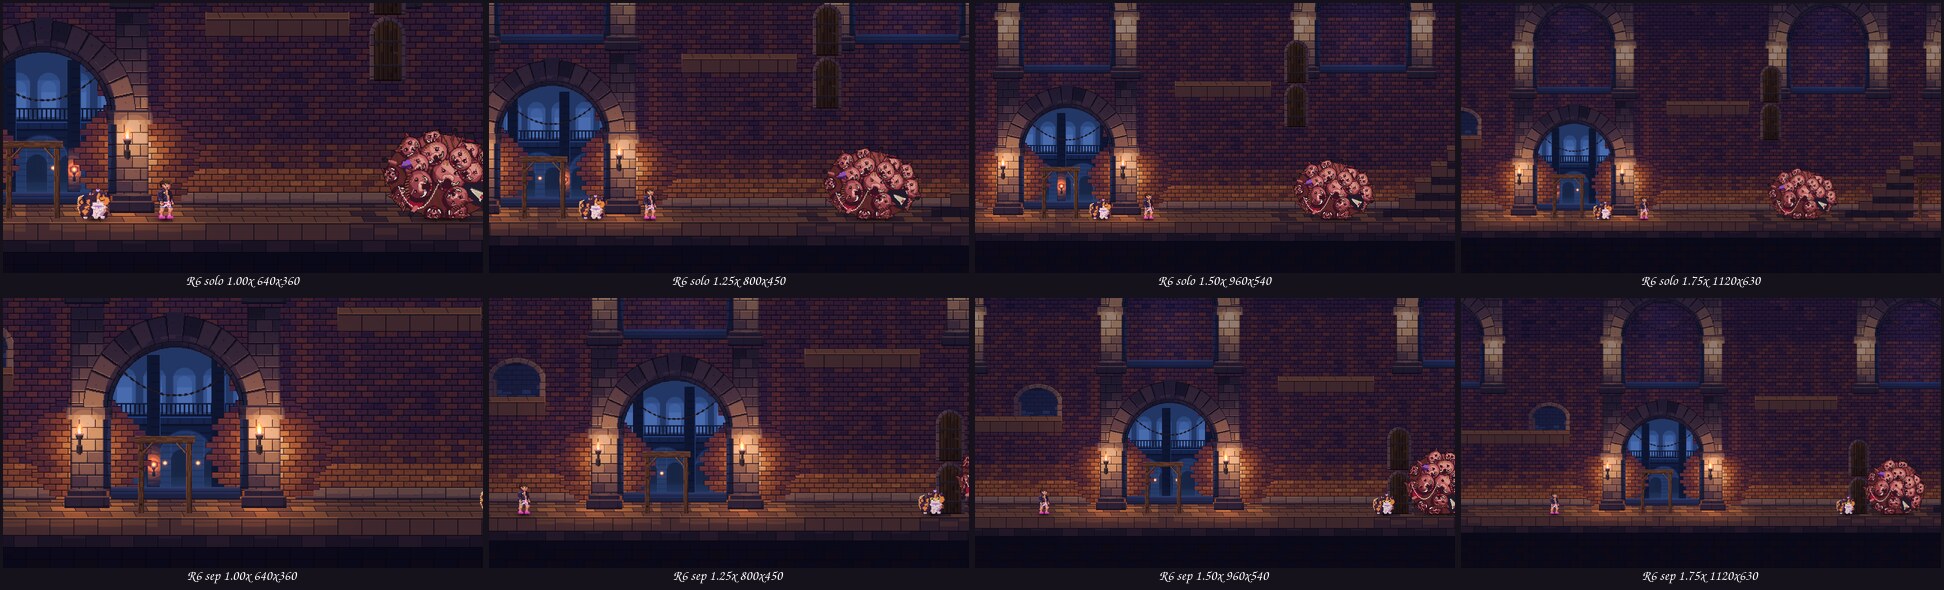 R6 solo 1.00x 640x360
R6 solo 1.25x 800x450
R6 solo 1.50x 960x540
R6 solo 1.75x 1120x630
R6 sep 1.00x 640x360
R6 sep 1.25x 800x450
R6 sep 1.50x 960x540
R6 sep 1.75x 1120x630